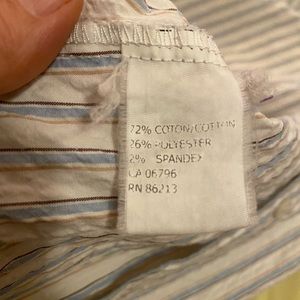 72% COTON/COTTON
26% POLYESTER
2% SPANDEX
CA 06796
RN 86213